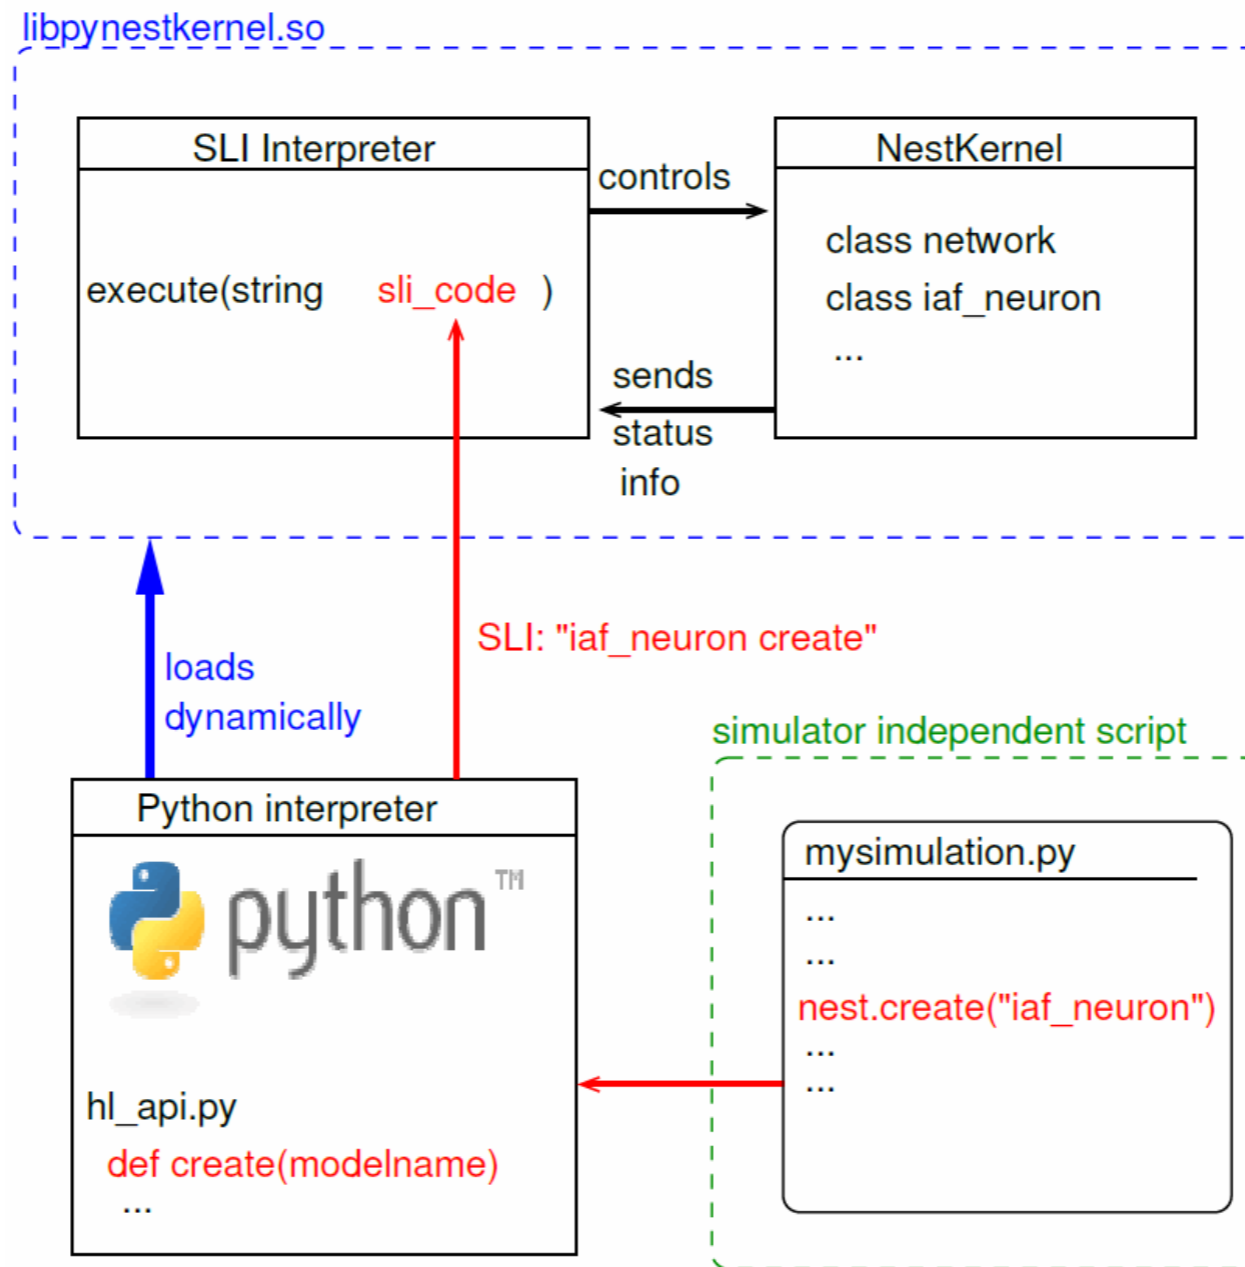 libpynestkernel.so
SLI Interpreter
execute(string sli_code )
controls
NestKernel
class network
class iaf_neuron
...
sends
status
info
SLI: "iaf_neuron create"
loads
dynamically
simulator independent script
Python interpreter
python™
hl_api.py
def create(modelname)
...
mysimulation.py
...
...
nest.create("iaf_neuron")
...
...